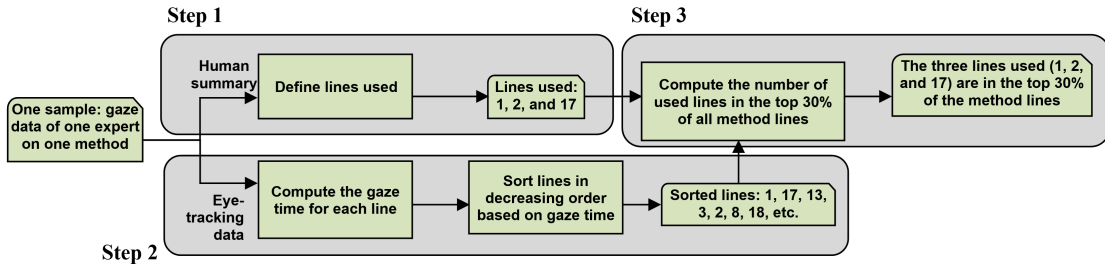 Step 1
Step 3
Human
summary
Define lines used
Lines used:
1, 2, and 17
Compute the number of
used lines in the top 30%
of all method lines
The three lines used (1, 2,
and 17) are in the top 30%
of the method lines
One sample: gaze
data of one expert
on one method
Eye-
tracking
data
Compute the gaze
time for each line
Sort lines in
decreasing order
based on gaze time
Sorted lines: 1, 17, 13,
3, 2, 8, 18, etc.
Step 2